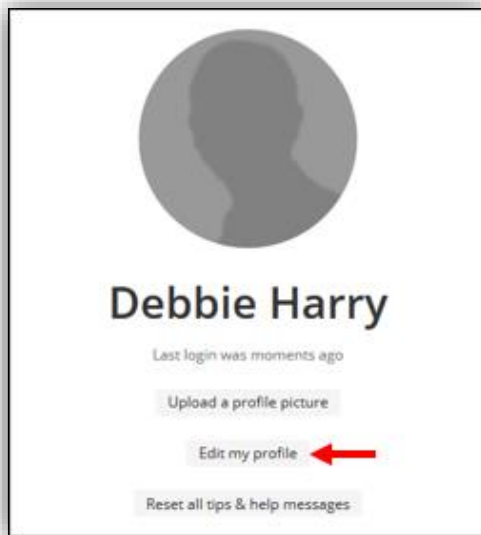 Debbie Harry
Last login was moments ago
Upload a profile picture
Edit my profile
Reset all tips & help messages